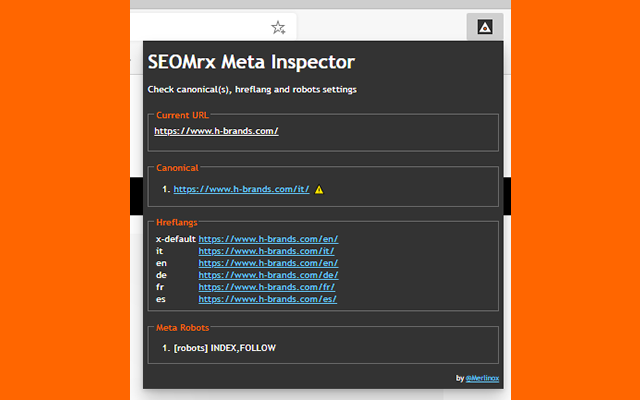 SEOMrx Meta Inspector
Check canonical(s), hreflang and robots settings
Current URL
https://www.h-brands.com/
Canonical
1. https://www.h-brands.com/it/
Hreflangs
x-default https://www.h-brands.com/en/
it https://www.h-brands.com/it/
en https://www.h-brands.com/en/
de https://www.h-brands.com/de/
fr https://www.h-brands.com/fr/
es https://www.h-brands.com/es/
Meta Robots
1. [robots] INDEX,FOLLOW
by @Merlinox